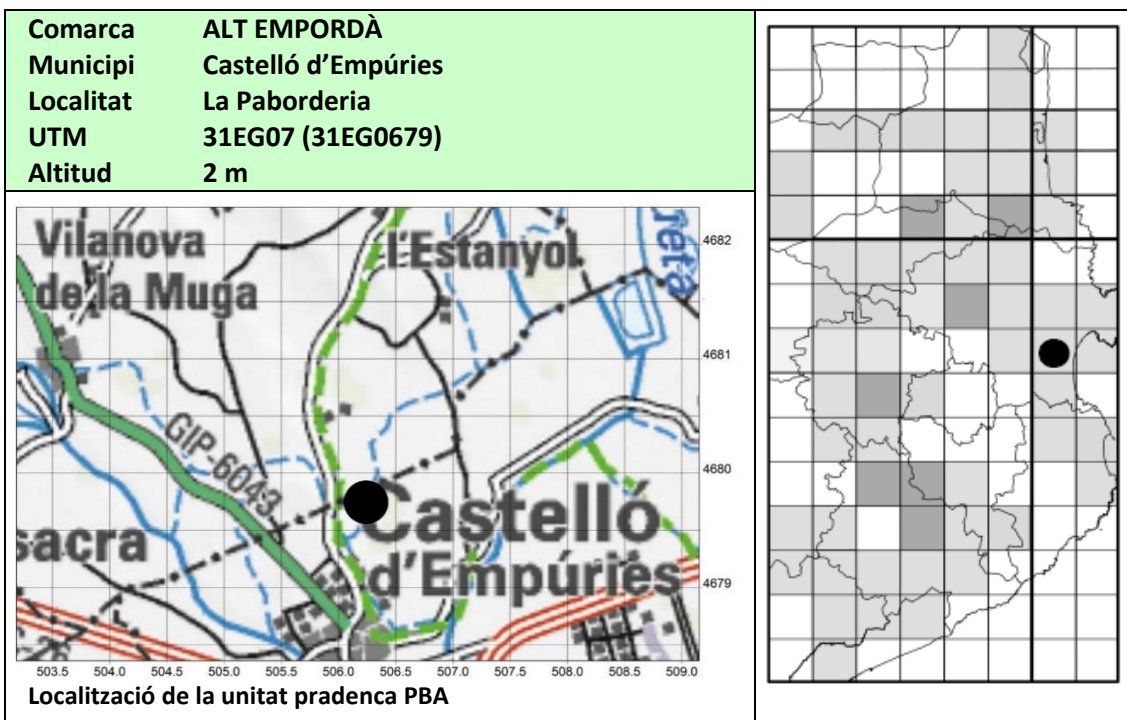 Comarca ALT EMPORDÀ
Municipi Castelló d’Empúries
Localitat La Paborderia
UTM 31EG07 (31EG0679)
Altitud 2 m
Vilanova
de la Muga
l'Estanyol
reta
GIP-6043
sacra
Castelló
d'Empúries
4682
4681
4680
4679
503.5 504.0 504.5 505.0 505.5 506.0 506.5 507.0 507.5 508.0 508.5 509.0
Localització de la unitat pradenca PBA